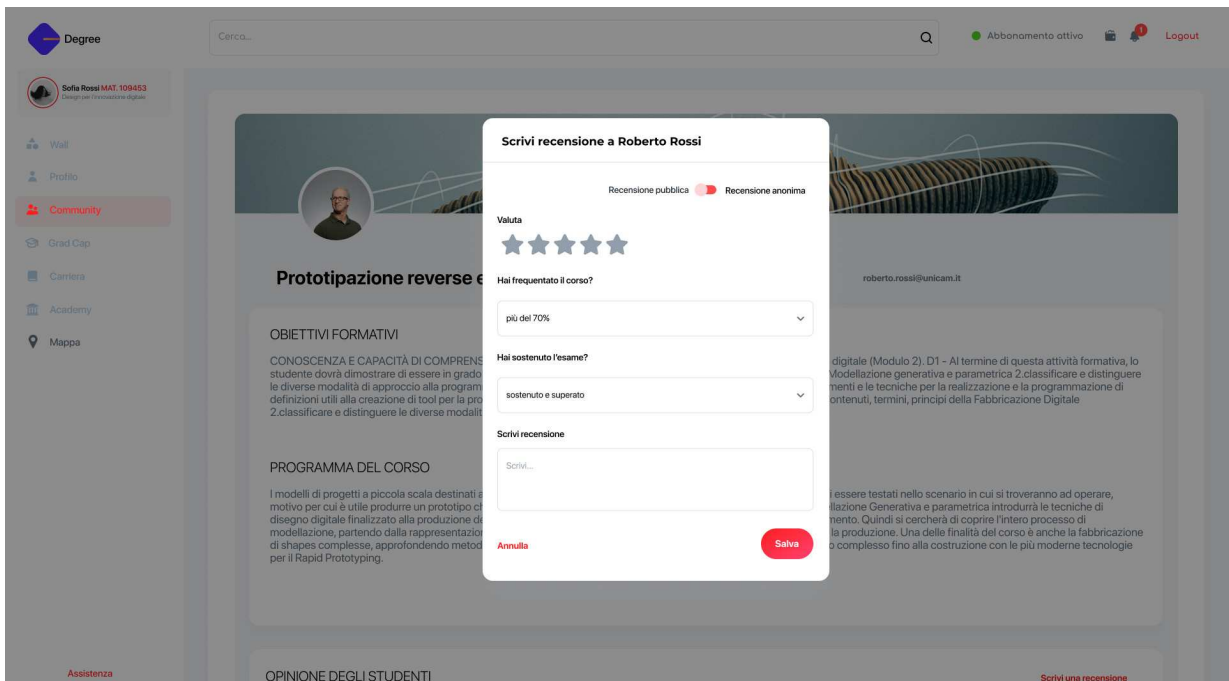 Degree
Cerca...
Abbonamento attivo
1
Logout
Sofia Rossi MAT. 109453
Design per l'innovazione digitale
Wall
Profilo
Community
Grad Cap
Carriera
Academy
Mappa
Assistenza
Prototipazione reverse e
roberto.rossi@unicam.it
OBIETTIVI FORMATIVI
CONOSCENZA E CAPACITÀ DI COMPRENS digitale (Modulo 2). D1 - Al termine di questa attività formativa, lo
studente dovrà dimostrare di essere in grado Modellazione generativa e parametrica 2.classificare e distinguere
le diverse modalità di approccio alla program menti e le tecniche per la realizzazione e la programmazione di
definizioni utili alla creazione di tool per la pro ontenuti, termini, principi della Fabbricazione Digitale
2.classificare e distinguere le diverse modalit
PROGRAMMA DEL CORSO
I modelli di progetti a piccola scala destinati a i essere testati nello scenario in cui si troveranno ad operare,
motivo per cui è utile produrre un prototipo ch llazione Generativa e parametrica introdurrà le tecniche di
disegno digitale finalizzato alla produzione de mento. Quindi si cercherà di coprire l'intero processo di
modellazione, partendo dalla rappresentazion la produzione. Una delle finalità del corso è anche la fabbricazione
di shapes complesse, approfondendo metod o complesso fino alla costruzione con le più moderne tecnologie
per il Rapid Prototyping.
OPINIONE DEGLI STUDENTI
Scrivi una recensione
Scrivi recensione a Roberto Rossi
Recensione pubblica
Recensione anonima
Valuta
Hai frequentato il corso?
più del 70%
Hai sostenuto l'esame?
sostenuto e superato
Scrivi recensione
Scrivi...
Annulla
Salva